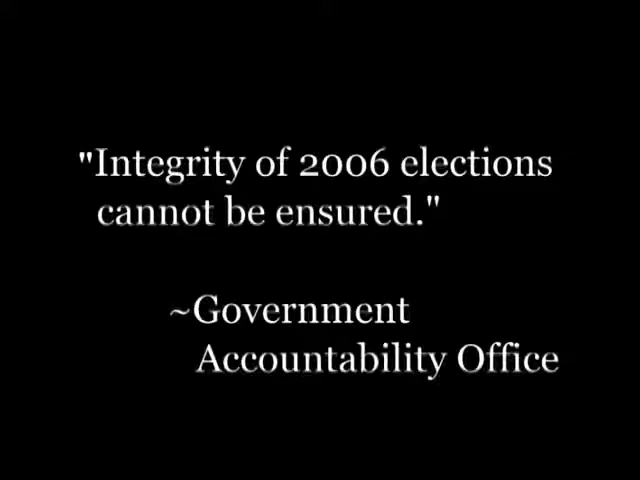 "Integrity of 2006 elections
cannot be ensured."
~Government
Accountability Office